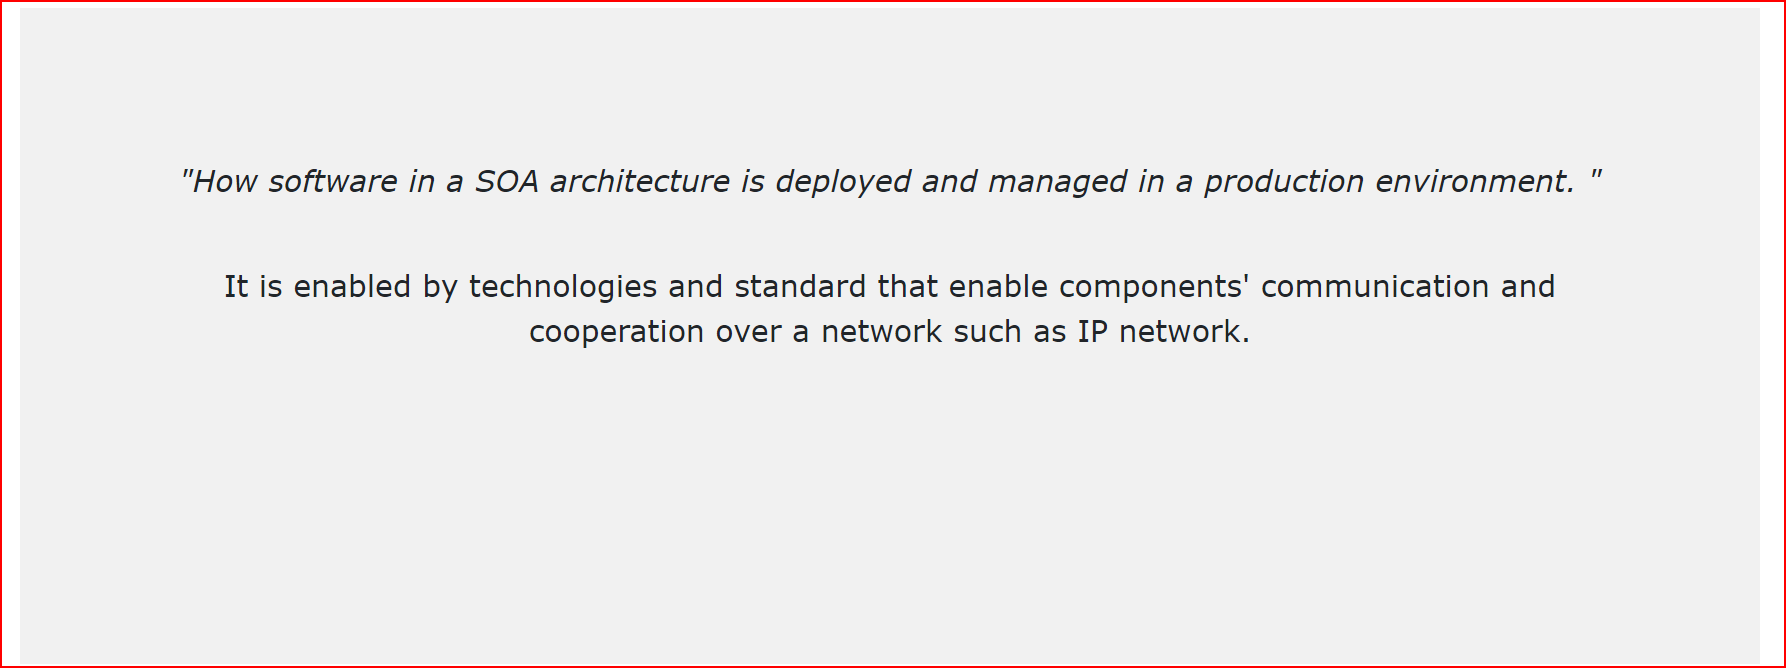 "How software in a SOA architecture is deployed and managed in a production environment. "
It is enabled by technologies and standard that enable components' communication and
cooperation over a network such as IP network.